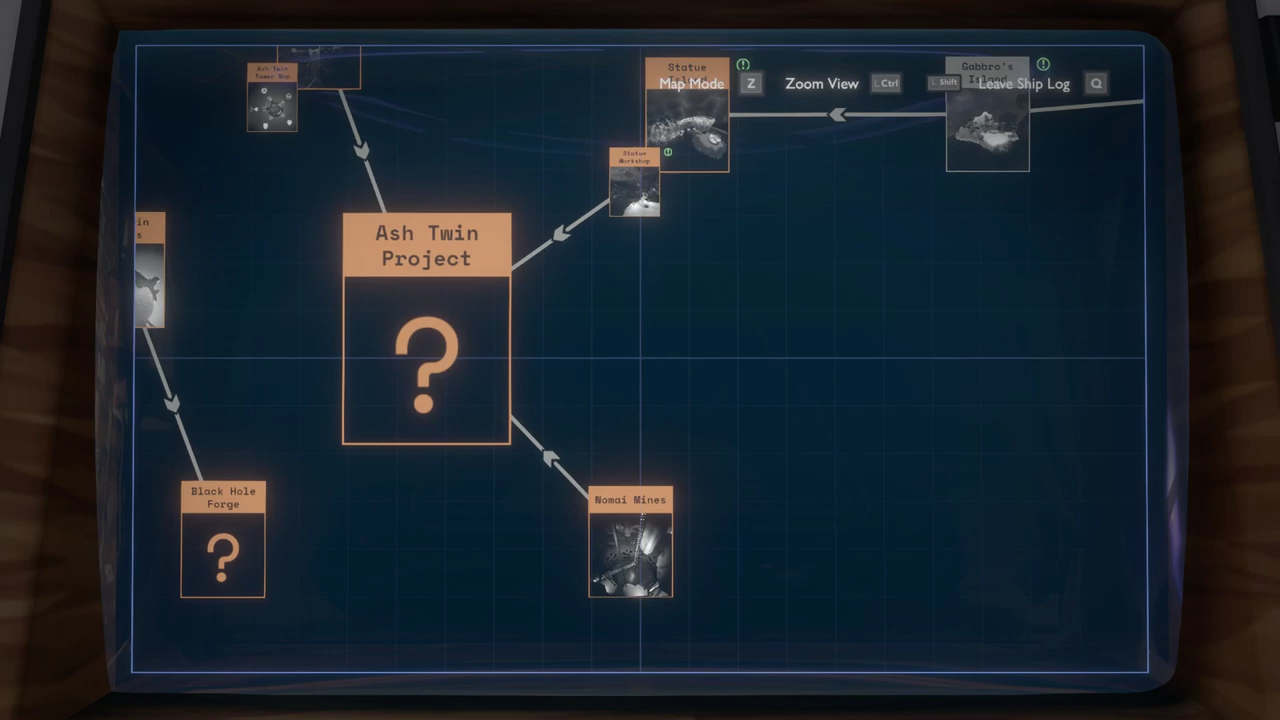 Ash Twin
Tower Map
Statue
Island
Map Mode
Z
Zoom View
Ctrl
Shift
Leave Ship Log
Q
Gabbro's
Island
Statue
Workshop
Ash Twin
Project
?
Black Hole
Forge
?
Nomai Mines